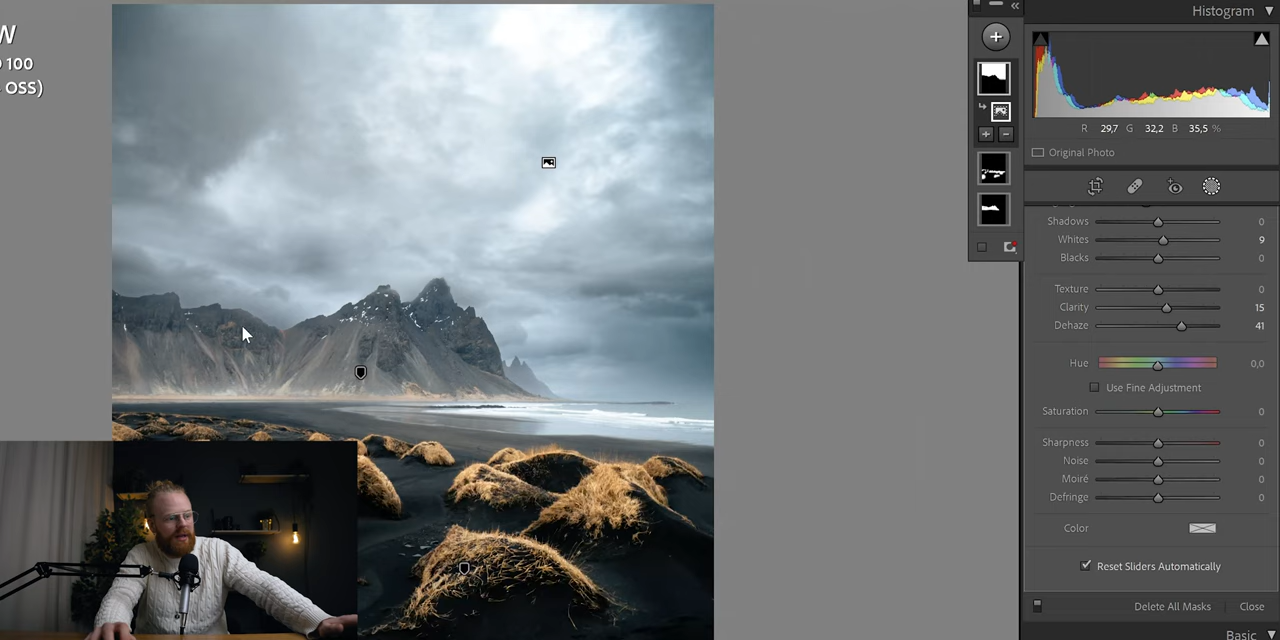 W
100
OSS)
Histogram
R 29,7 G 32,2 B 35,5 %
Original Photo
Shadows 0
Whites 9
Blacks 0
Texture 0
Clarity 15
Dehaze 41
Hue 0,0
Use Fine Adjustment
Saturation 0
Sharpness 0
Noise 0
Moiré 0
Defringe 0
Color
Reset Sliders Automatically
Delete All Masks Close
Basic